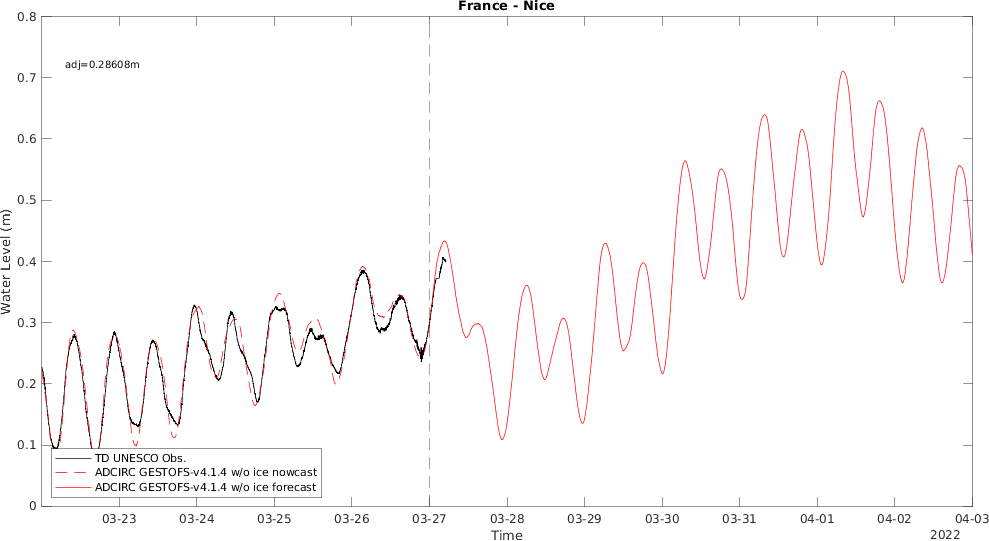 France - Nice
adj=0.28608m
0.8
0.7
0.6
0.5
0.4
0.3
0.2
0.1
0
Water Level (m)
TD UNESCO Obs.
ADCIRC GESTOFS-v4.1.4 w/o ice nowcast
ADCIRC GESTOFS-v4.1.4 w/o ice forecast
03-23 03-24 03-25 03-26 03-27 03-28 03-29 03-30 03-31 04-01 04-02 04-03
Time
2022